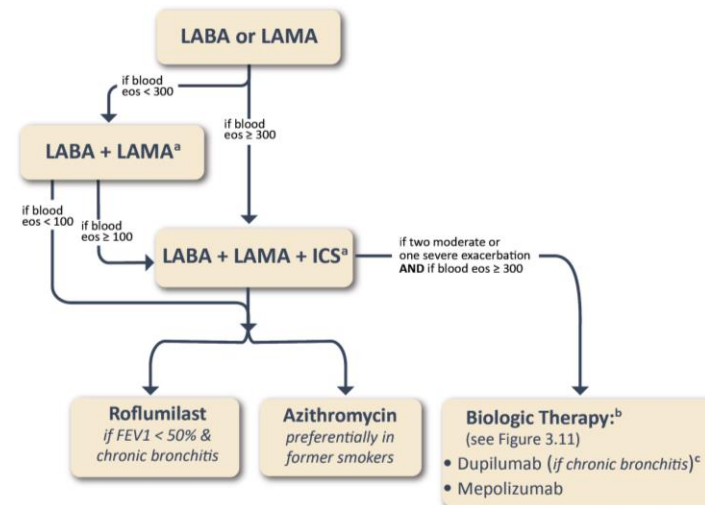 LABA or LAMA
if blood
eos < 300
if blood
eos ≥ 300
LABA + LAMAᵃ
if blood
eos < 100
if blood
eos ≥ 100
LABA + LAMA + ICSᵃ
if two moderate or
one severe exacerbation
AND if blood eos ≥ 300
Roflumilast
if FEV1 < 50% &
chronic bronchitis
Azithromycin
preferentially in
former smokers
Biologic Therapy:ᵇ
(see Figure 3.11)
• Dupilumab (if chronic bronchitis)ᶜ
• Mepolizumab